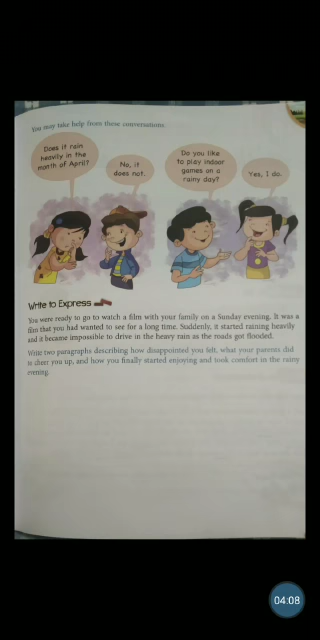 You may take help from these conversations.
Does it rain
heavily in the
month of April?
No, it
does not.
Do you like
to play indoor
games on a
rainy day?
Yes, I do.
Write to Express
You were ready to go to watch a film with your family on a Sunday evening. It was a
film that you had wanted to see for a long time. Suddenly, it started raining heavily
and it became impossible to drive in the heavy rain as the roads got flooded.
Write two paragraphs describing how disappointed you felt, what your parents did
to cheer you up, and how you finally started enjoying and took comfort in the rainy
evening.
04:08